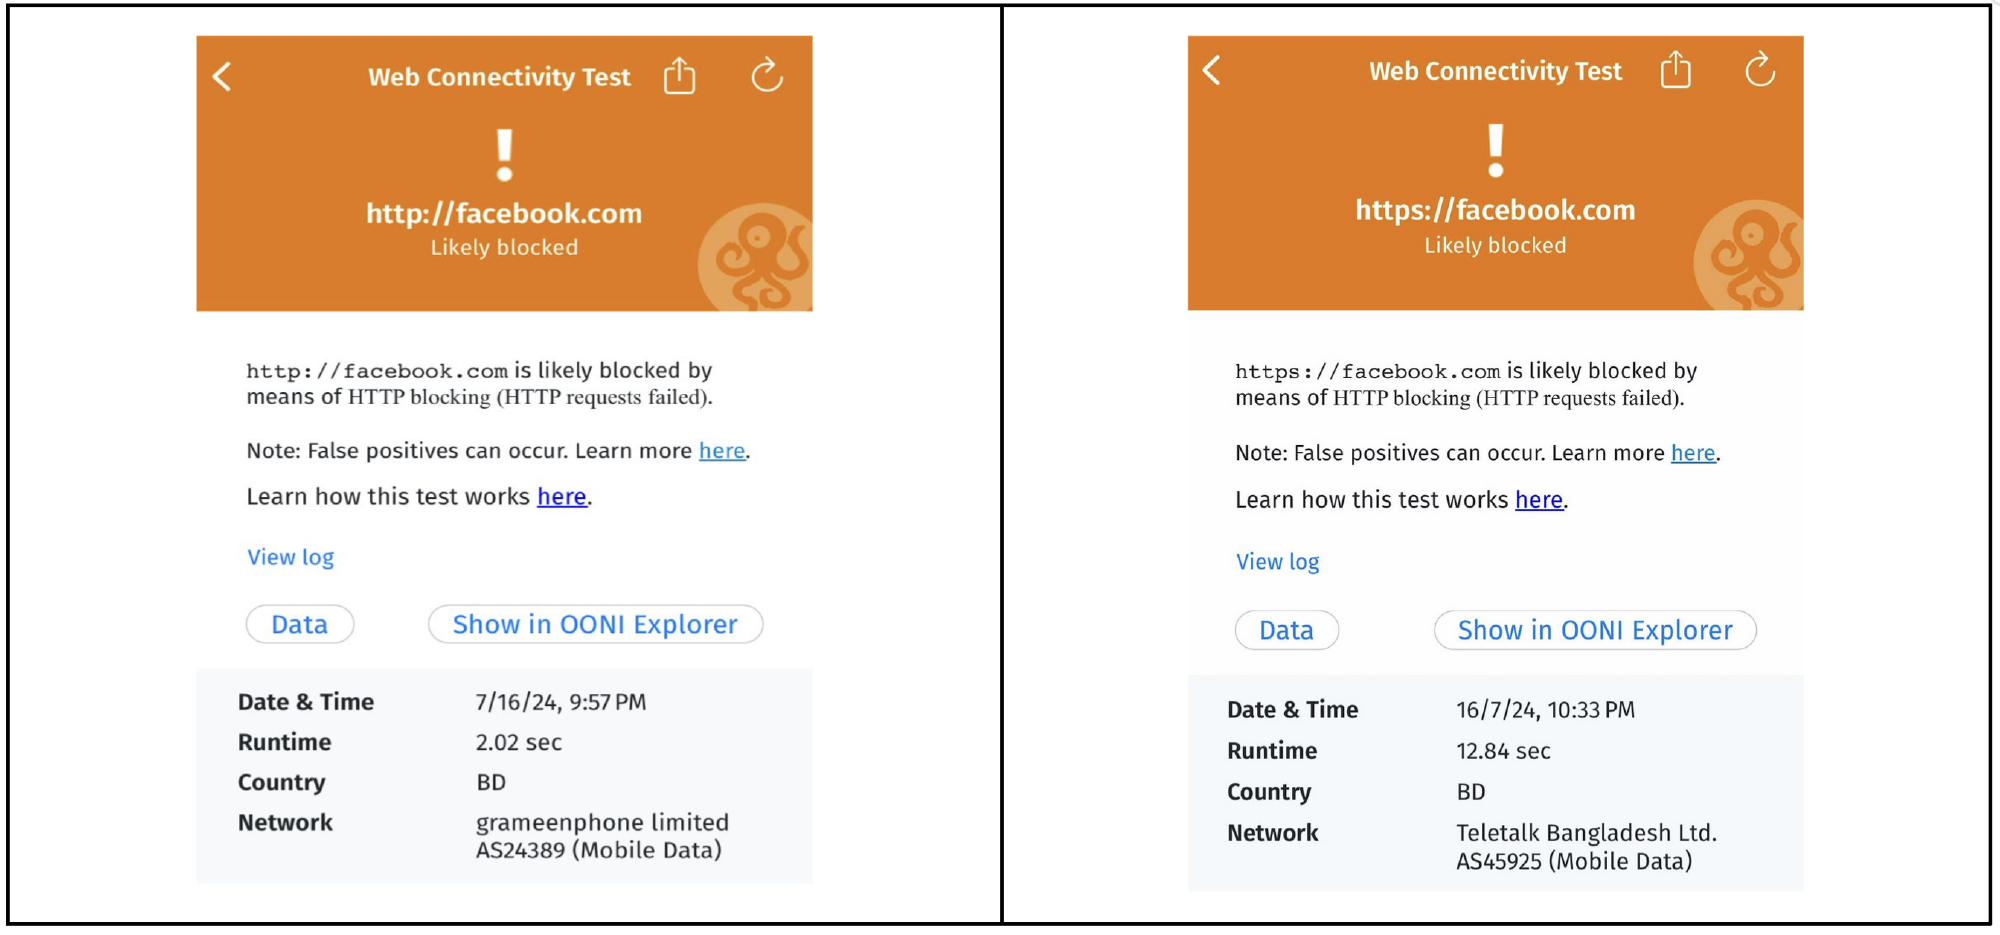 Web Connectivity Test
!
http://facebook.com
Likely blocked
http://facebook.com is likely blocked by
means of HTTP blocking (HTTP requests failed).
Note: False positives can occur. Learn more here.
Learn how this test works here.
View log
Data Show in OONI Explorer
Date & Time 7/16/24, 9:57 PM
Runtime 2.02 sec
Country BD
Network grameenphone limited
AS24389 (Mobile Data)
Web Connectivity Test
!
https://facebook.com
Likely blocked
https://facebook.com is likely blocked by
means of HTTP blocking (HTTP requests failed).
Note: False positives can occur. Learn more here.
Learn how this test works here.
View log
Data Show in OONI Explorer
Date & Time 16/7/24, 10:33 PM
Runtime 12.84 sec
Country BD
Network Teletalk Bangladesh Ltd.
AS45925 (Mobile Data)